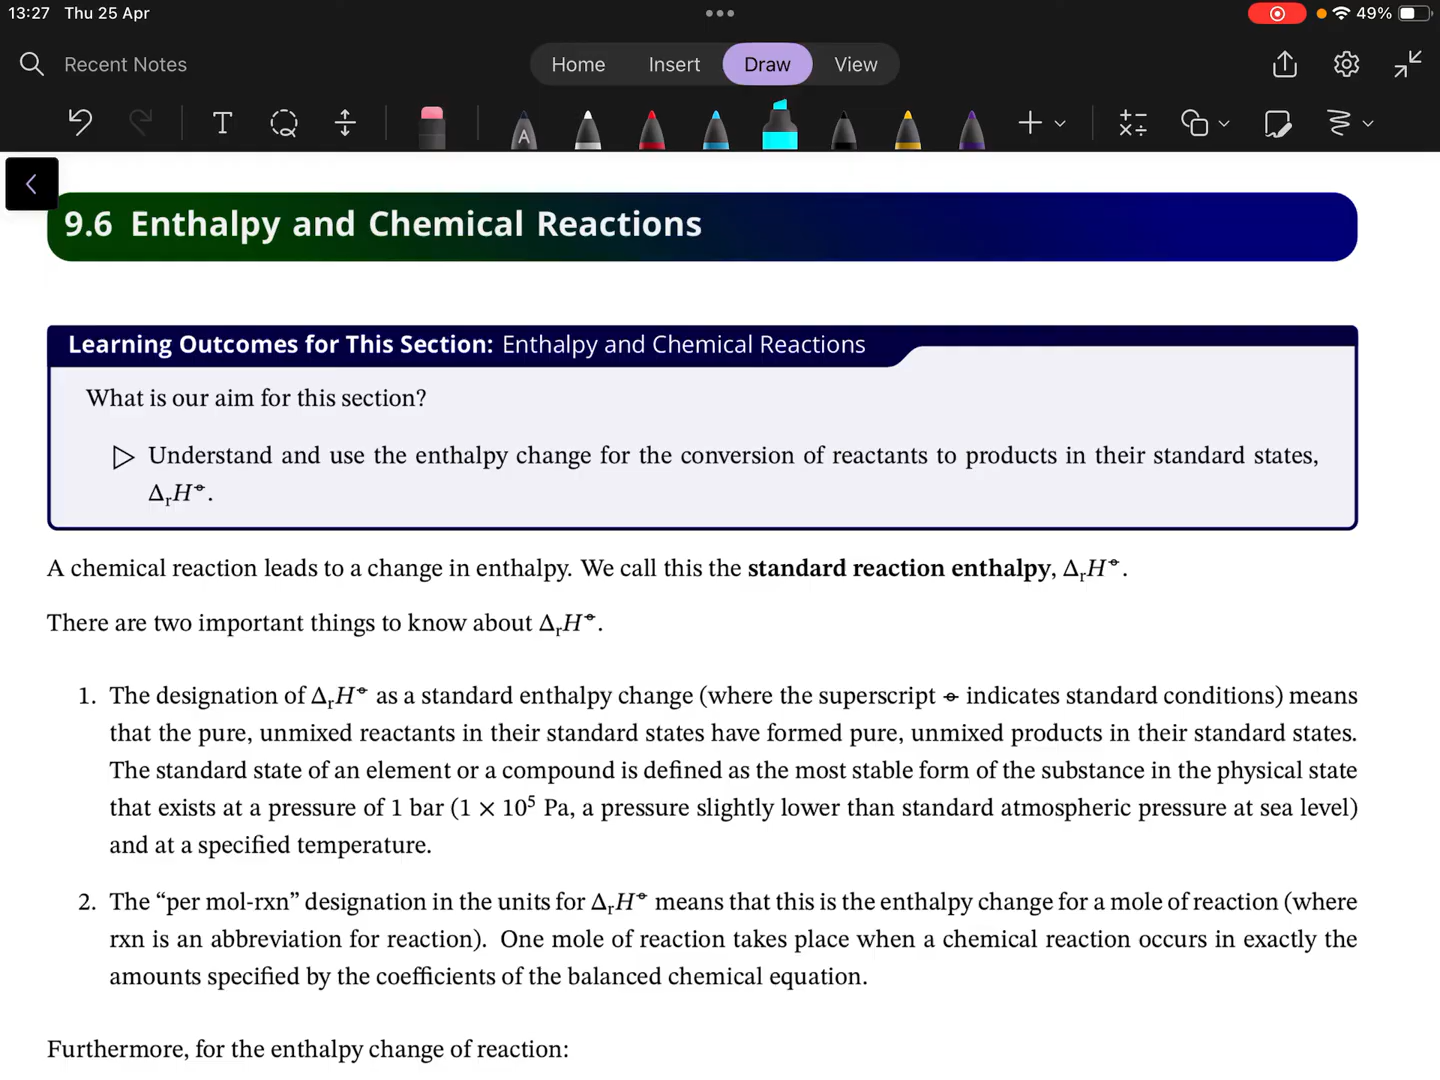 13:27 Thu 25 Apr
49%
Recent Notes
Home Insert Draw View
T
A
9.6 Enthalpy and Chemical Reactions
Learning Outcomes for This Section: Enthalpy and Chemical Reactions
What is our aim for this section?
▷ Understand and use the enthalpy change for the conversion of reactants to products in their standard states,
ΔᵣH⦵.
A chemical reaction leads to a change in enthalpy. We call this the standard reaction enthalpy, ΔᵣH⦵.
There are two important things to know about ΔᵣH⦵.
1. The designation of ΔᵣH⦵ as a standard enthalpy change (where the superscript ⦵ indicates standard conditions) means
that the pure, unmixed reactants in their standard states have formed pure, unmixed products in their standard states.
The standard state of an element or a compound is defined as the most stable form of the substance in the physical state
that exists at a pressure of 1 bar (1 × 10⁵ Pa, a pressure slightly lower than standard atmospheric pressure at sea level)
and at a specified temperature.
2. The “per mol-rxn” designation in the units for ΔᵣH⦵ means that this is the enthalpy change for a mole of reaction (where
rxn is an abbreviation for reaction). One mole of reaction takes place when a chemical reaction occurs in exactly the
amounts specified by the coefficients of the balanced chemical equation.
Furthermore, for the enthalpy change of reaction: